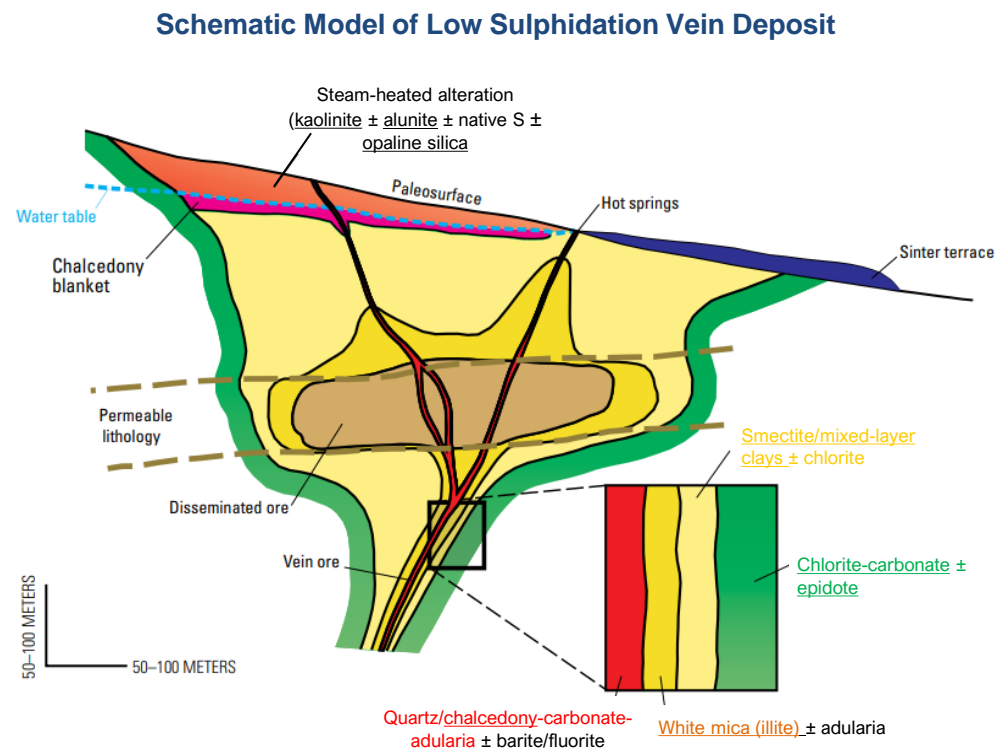 Schematic Model of Low Sulphidation Vein Deposit
Steam-heated alteration
(kaolinite ± alunite ± native S ±
opaline silica
Paleosurface
Hot springs
Water table
Sinter terrace
Chalcedony
blanket
Permeable
lithology
Smectite/mixed-layer
clays ± chlorite
Disseminated ore
Vein ore
Chlorite-carbonate ±
epidote
50–100 METERS
50–100 METERS
Quartz/chalcedony-carbonate-
adularia ± barite/fluorite
White mica (illite) ± adularia